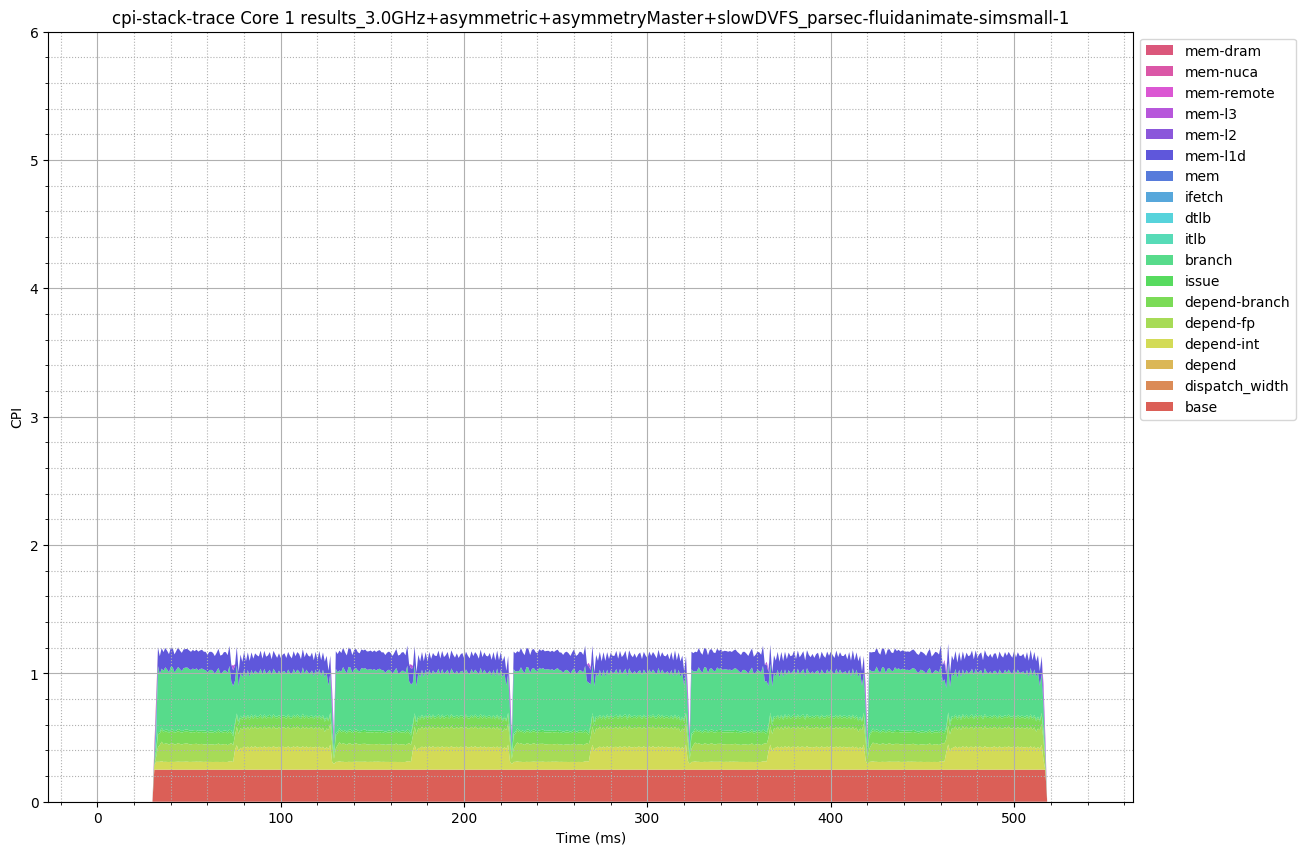 cpi-stack-trace Core 1 results_3.0GHz+asymmetric+asymmetryMaster+slowDVFS_parsec-fluidanimate-simsmall-1
6
5
4
3
2
1
0
CPI
0 100 200 300 400 500
Time (ms)
mem-dram
mem-nuca
mem-remote
mem-l3
mem-l2
mem-l1d
mem
ifetch
dtlb
itlb
branch
issue
depend-branch
depend-fp
depend-int
depend
dispatch_width
base